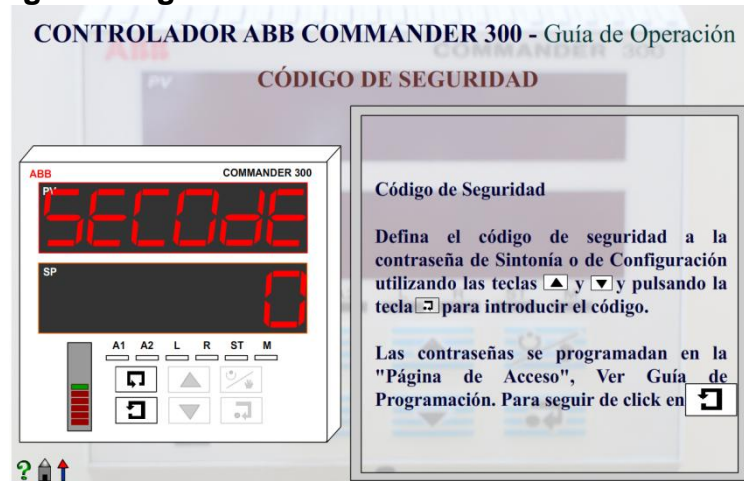 CONTROLADOR ABB COMMANDER 300 - Guía de Operación
CÓDIGO DE SEGURIDAD
ABB COMMANDER 300
PV
SECOdE
SP
0
A1 A2 L R ST M
Código de Seguridad
Defina el código de seguridad a la
contraseña de Sintonía o de Configuración
utilizando las teclas ▲ y ▼ y pulsando la
tecla para introducir el código.
Las contraseñas se programadan en la
"Página de Acceso", Ver Guía de
Programación. Para seguir de click en
?